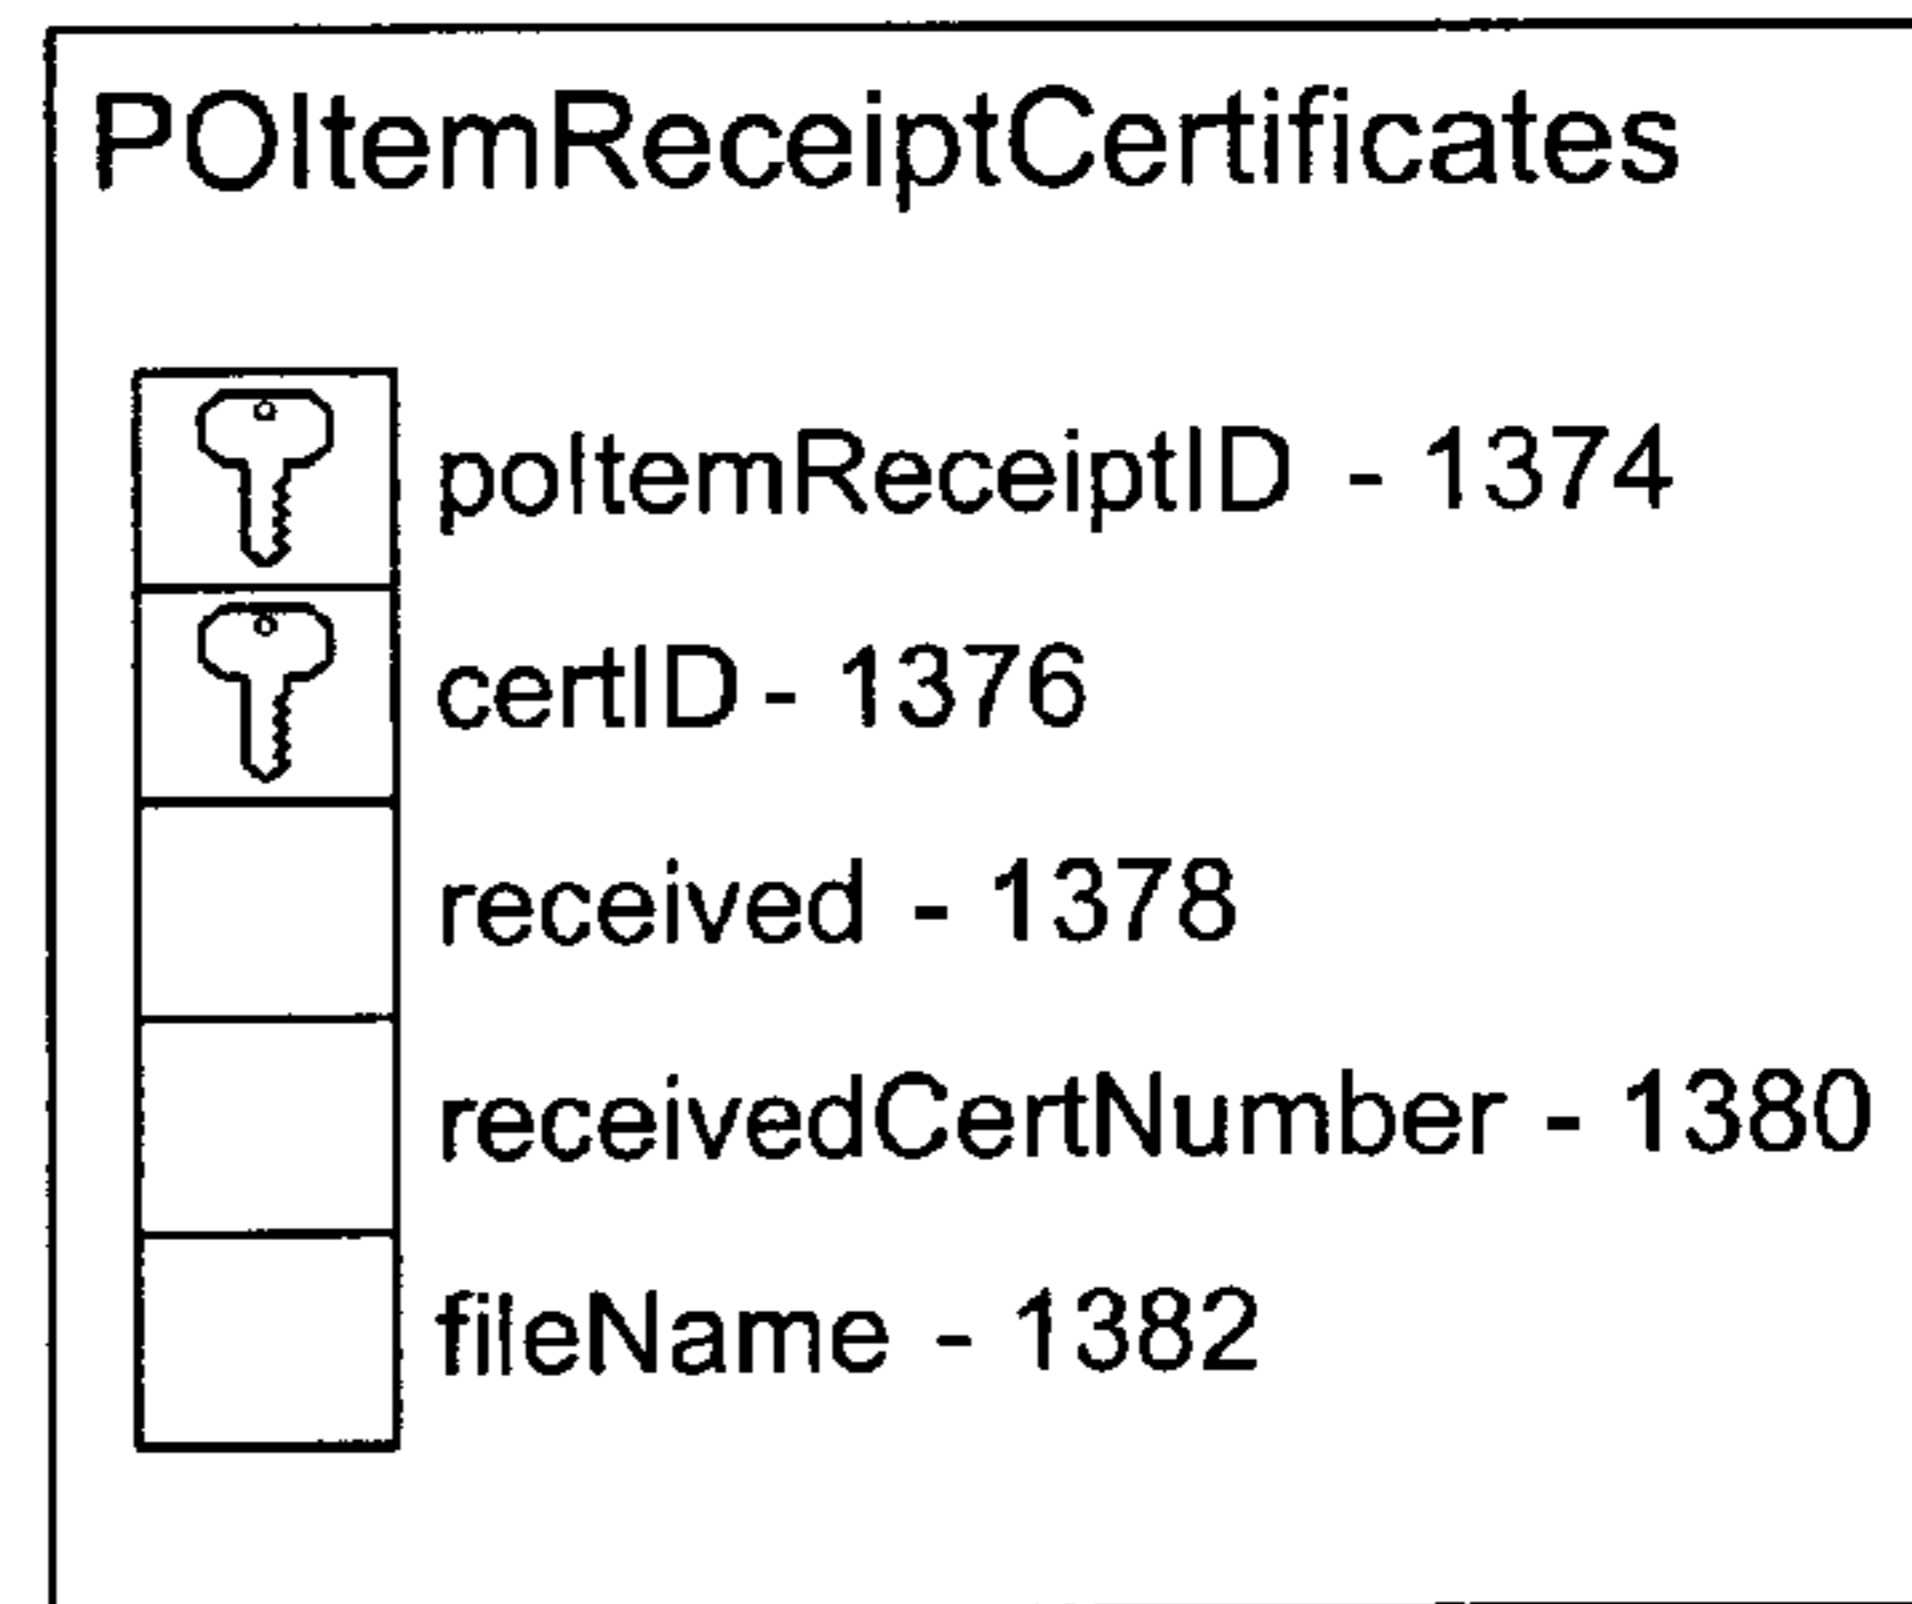 POItemReceiptCertificates
poItemReceiptID - 1374
certID - 1376
received - 1378
receivedCertNumber - 1380
fileName - 1382